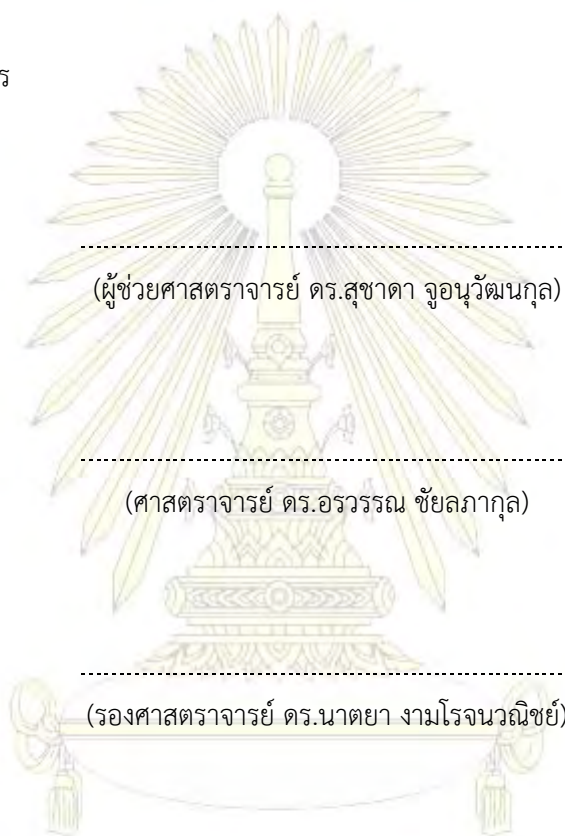 ร
(ผู้ช่วยศาสตราจารย์ ดร.สุชาดา จูอนุวัฒนกุล)
(ศาสตราจารย์ ดร.อรวรรณ ชัยลภากุล)
(รองศาสตราจารย์ ดร.นาตยา งามโรจนวณิชย์)